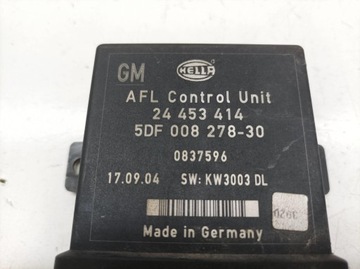 GM HELLA
AFL Control Unit
24 453 414
5DF 008 278-30
0837596
17.09.04 SW: KW3003 DL
Made in Germany